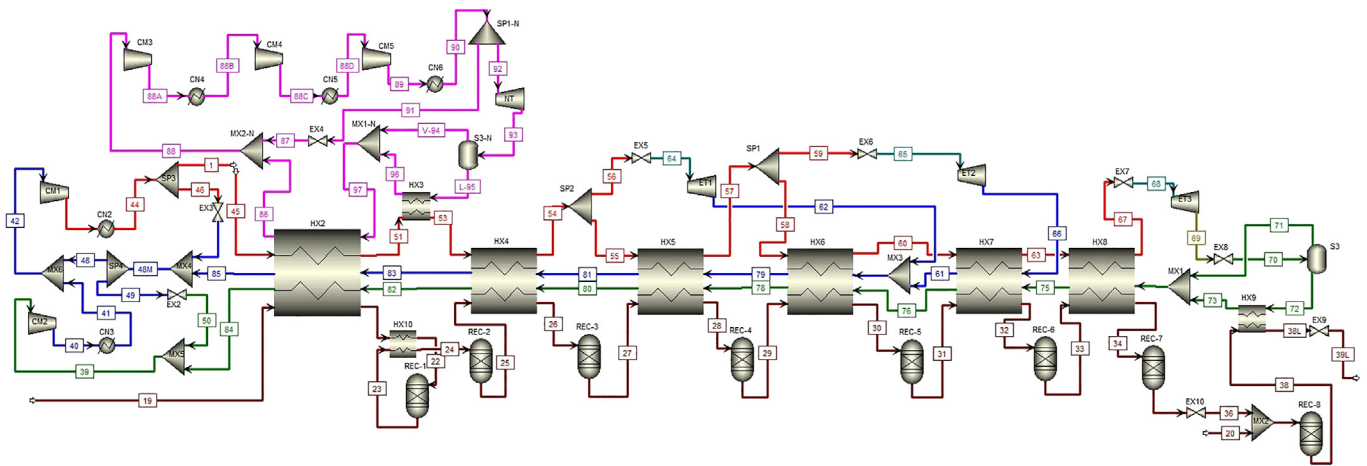 SP1-N
90
CM3
CM4
CM5
88B
88D
CN4
CN5
CN6
92
88A
88C
89
NT
91
93
MX2-N
EX4
MX1-N
V-94
S3-N
87
88
96
L-95
97
HX3
86
1
SP3
46
45
EX3
CM1
CN2
44
42
HX2
51
53
SP2
54
56
EX5
64
ET1
57
SP1
59
EX6
65
ET2
58
62
66
EX7
68
ET3
67
69
EX8
71
70
S3
HX4
55
HX5
HX6
60
HX7
63
HX8
MX6
48
SP4
48M
MX4
85
83
81
79
MX3
61
MX1
49
EX2
41
50
84
82
80
78
76
75
73
72
HX9
CM2
40
CN3
39
MX5
19
HX10
24
22
23
REC-1
REC-2
25
26
REC-3
27
28
REC-4
29
30
REC-5
31
32
REC-6
33
34
REC-7
38L
EX9
39L
38
EX10
36
20
MX2
REC-8